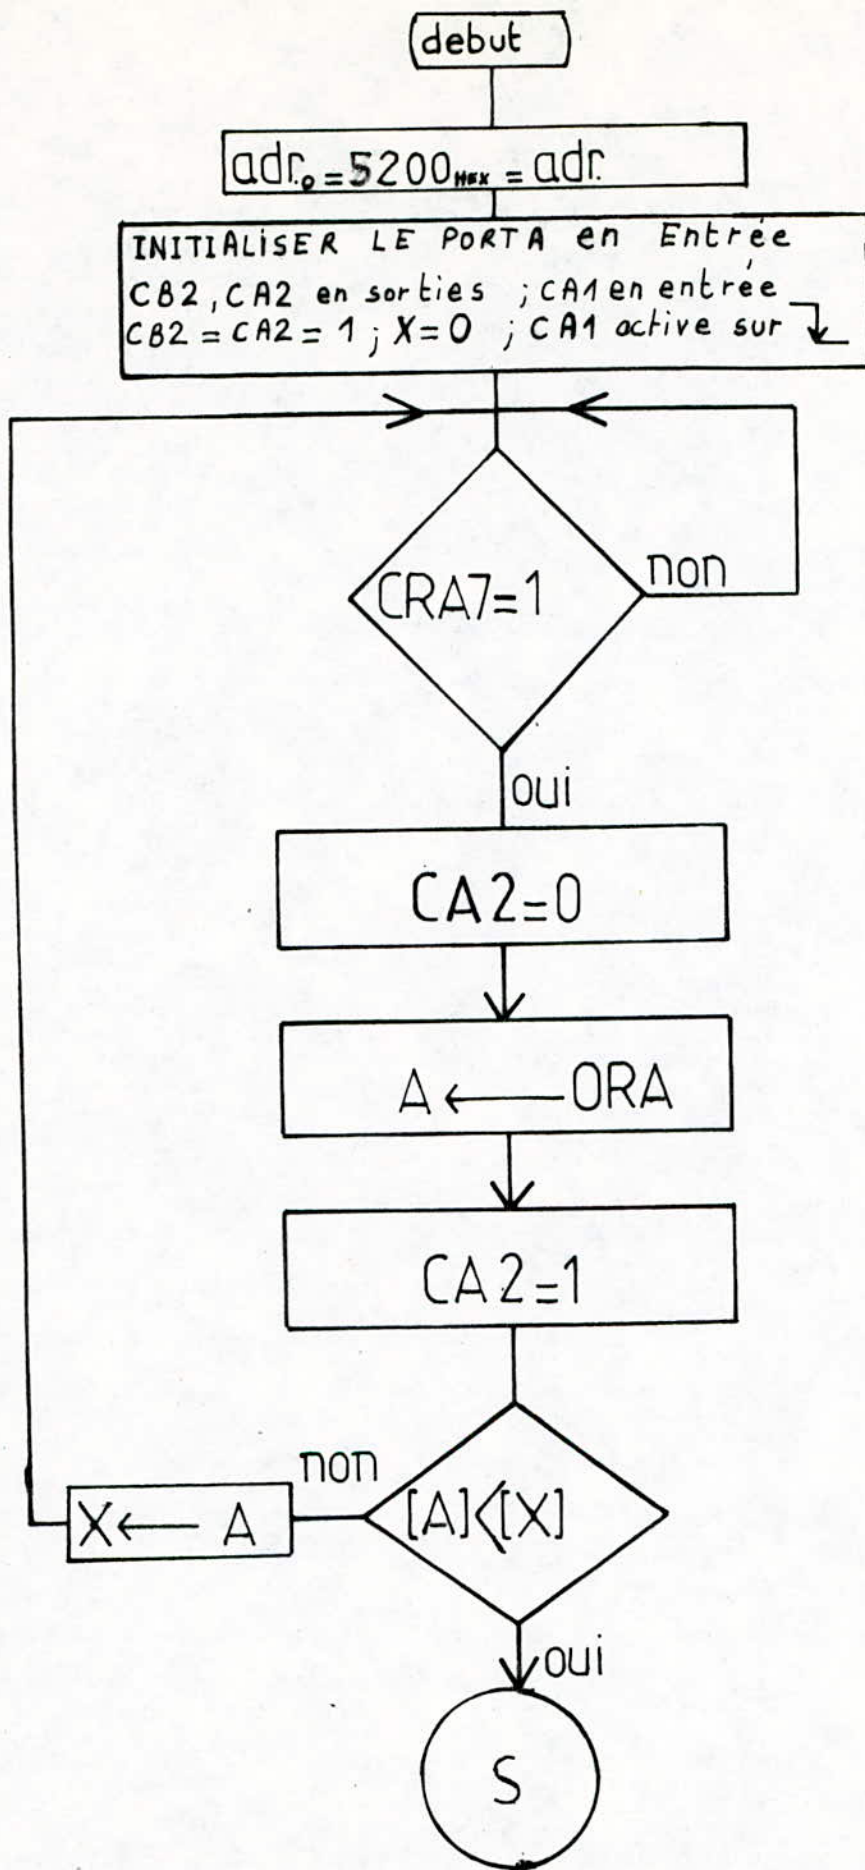 debut
adr.o = 5200HEX = adr.
INITIALISER LE PORTA en Entrée
CB2, CA2 en sorties ; CA1 en entrée
CB2 = CA2 = 1 ; X=0 ; CA1 active sur
CRA7=1
non
oui
CA2=0
A ← ORA
CA2=1
non
[A]<[X]
X ← A
oui
S